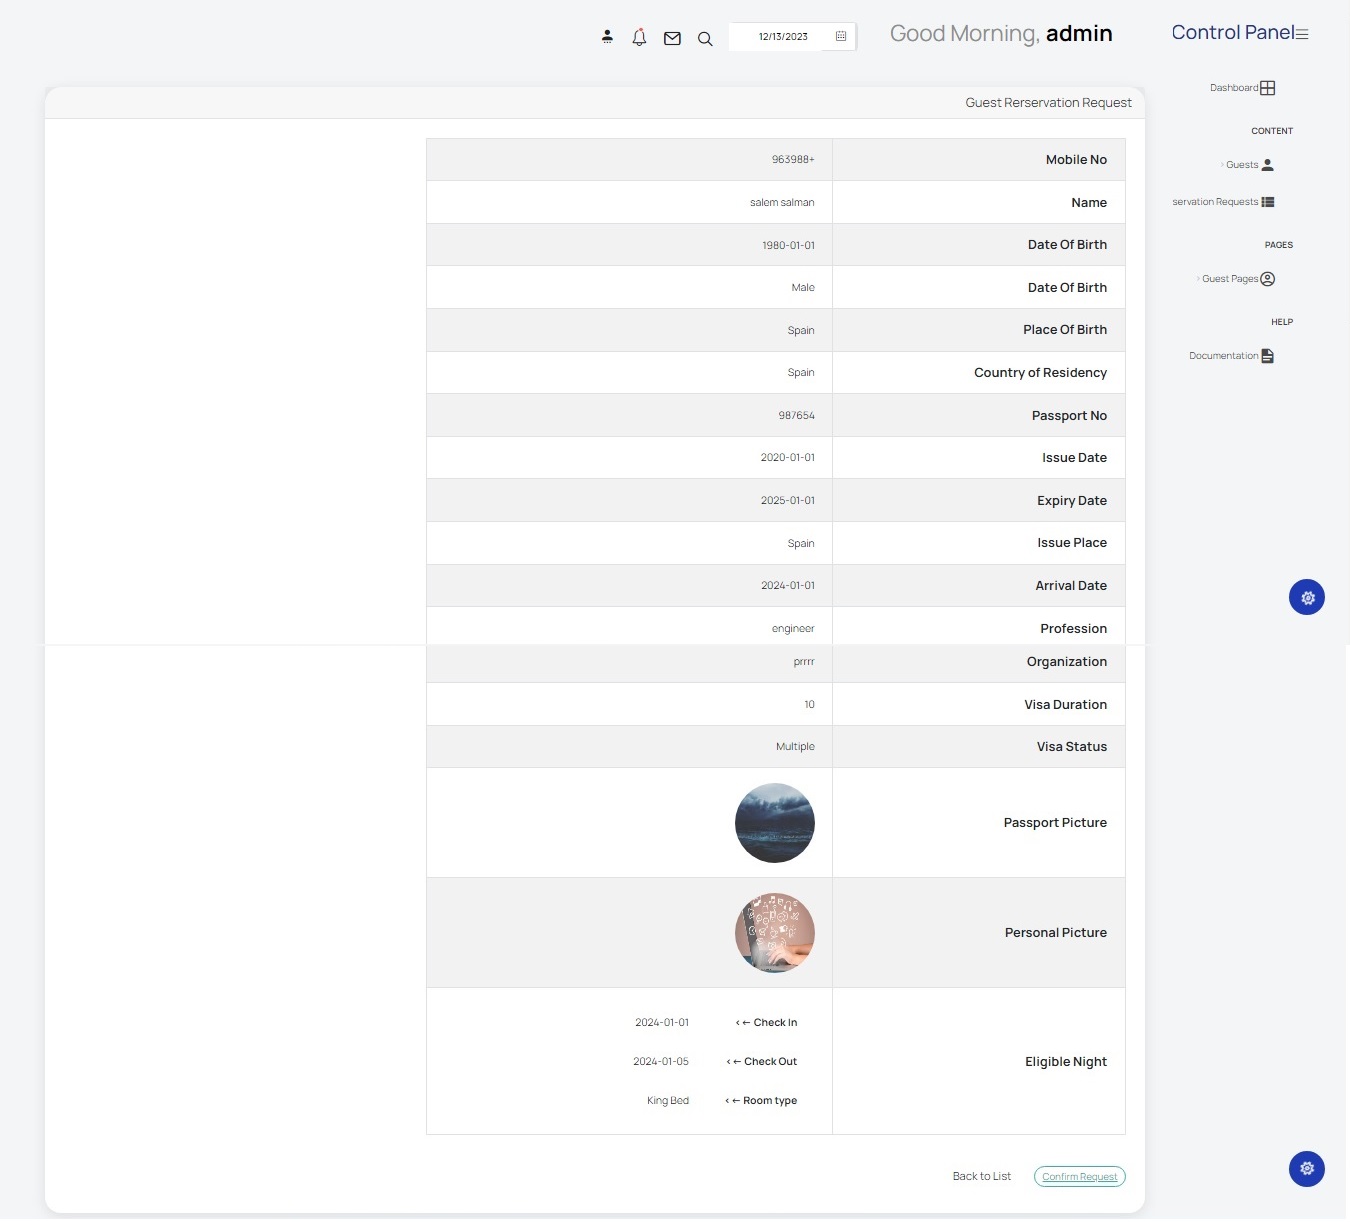 12/13/2023
Good Morning, admin
Control Panel
Dashboard
CONTENT
Guests
servation Requests
PAGES
Guest Pages
HELP
Documentation
Guest Rerservation Request
Mobile No 963988+
Name salem salman
Date Of Birth 1980-01-01
Date Of Birth Male
Place Of Birth Spain
Country of Residency Spain
Passport No 987654
Issue Date 2020-01-01
Expiry Date 2025-01-01
Issue Place Spain
Arrival Date 2024-01-01
Profession engineer
Organization prrrr
Visa Duration 10
Visa Status Multiple
Passport Picture
Personal Picture
Eligible Night
‹ ← Check In 2024-01-01
‹ ← Check Out 2024-01-05
‹ ← Room type King Bed
Confirm Request
Back to List